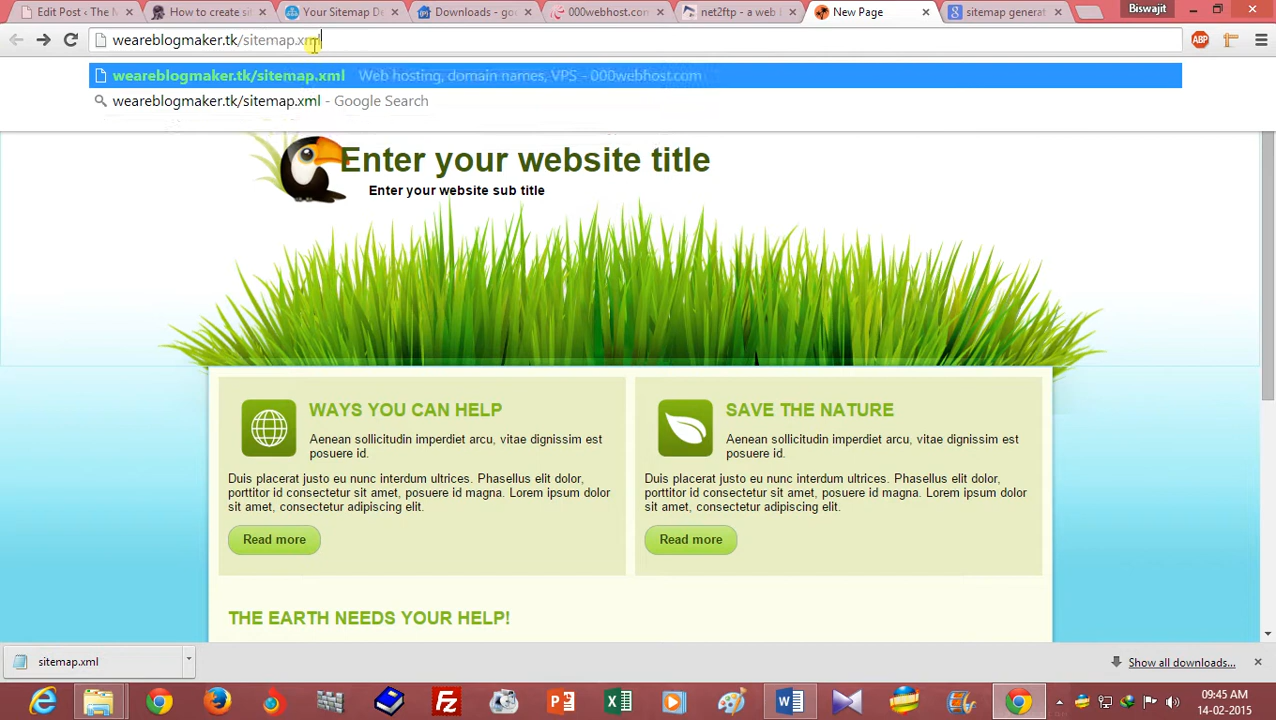 Edit Post ‹ The M
How to create sit
Your Sitemap De
Downloads - goo
000webhost.com
net2ftp - a web
New Page
sitemap generat
Biswajit
weareblogmaker.tk/sitemap.xml
ABP
weareblogmaker.tk/sitemap.xml Web hosting, domain names, VPS - 000webhost.com
weareblogmaker.tk/sitemap.xml - Google Search
Enter your website title
Enter your website sub title
WAYS YOU CAN HELP
Aenean sollicitudin imperdiet arcu, vitae dignissim est
posuere id.
Duis placerat justo eu nunc interdum ultrices. Phasellus elit dolor,
porttitor id consectetur sit amet, posuere id magna. Lorem ipsum dolor
sit amet, consectetur adipiscing elit.
Read more
SAVE THE NATURE
Aenean sollicitudin imperdiet arcu, vitae dignissim est
posuere id.
Duis placerat justo eu nunc interdum ultrices. Phasellus elit dolor,
porttitor id consectetur sit amet, posuere id magna. Lorem ipsum dolor
sit amet, consectetur adipiscing elit.
Read more
THE EARTH NEEDS YOUR HELP!
sitemap.xml
Show all downloads...
09:45 AM
14-02-2015